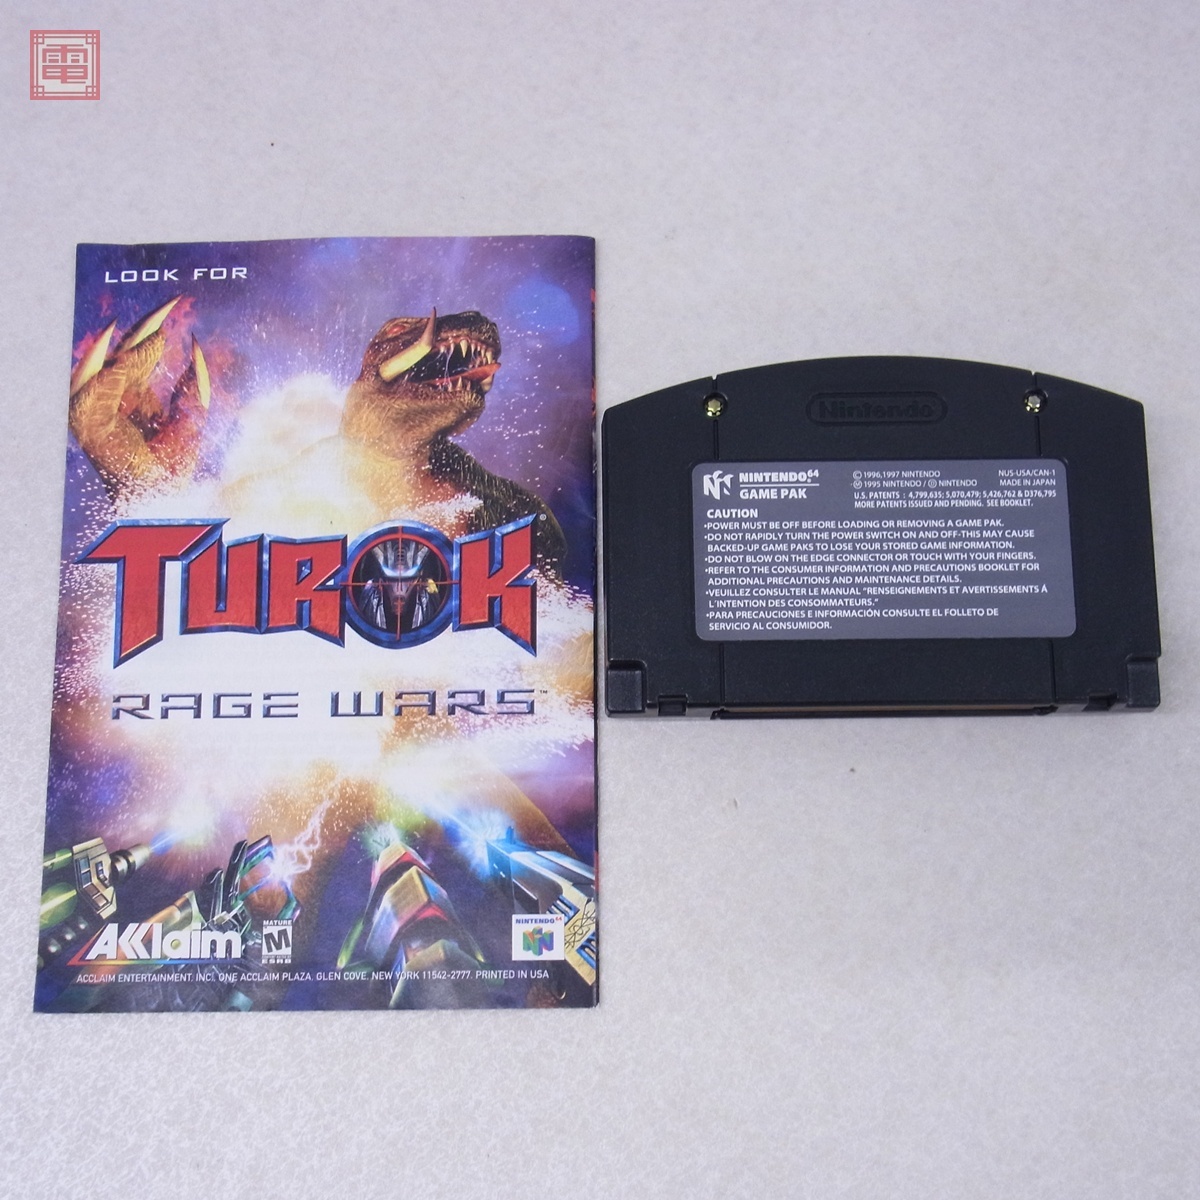 電
LOOK FOR
TUROK®
RAGE WARS™
AKKlaim
MATURE
M
ESRB
NINTENDO64
ACCLAIM ENTERTAINMENT, INC. ONE ACCLAIM PLAZA, GLEN COVE, NEW YORK 11542-2777. PRINTED IN USA
Nintendo
NINTENDO64
GAME PAK
©1996,1997 NINTENDO
Ⓜ1995 NINTENDO / Ⓓ NINTENDO
NUS-USA/CAN-1
MADE IN JAPAN
U.S. PATENTS : 4,799,635; 5,070,479; 5,426,762 & D376,795
MORE PATENTS ISSUED AND PENDING. SEE BOOKLET.
CAUTION
•POWER MUST BE OFF BEFORE LOADING OR REMOVING A GAME PAK.
•DO NOT RAPIDLY TURN THE POWER SWITCH ON AND OFF-THIS MAY CAUSE
BACKED-UP GAME PAKS TO LOSE YOUR STORED GAME INFORMATION.
•DO NOT BLOW ON THE EDGE CONNECTOR OR TOUCH WITH YOUR FINGERS.
•REFER TO THE CONSUMER INFORMATION AND PRECAUTIONS BOOKLET FOR
ADDITIONAL PRECAUTIONS AND MAINTENANCE DETAILS.
•VEUILLEZ CONSULTER LE MANUAL "RENSEIGNEMENTS ET AVERTISSEMENTS Á
L'INTENTION DES CONSOMMATEURS."
•PARA PRECAUCIONES E INFORMACIÓN CONSULTE EL FOLLETO DE
SERVICIO AL CONSUMIDOR.